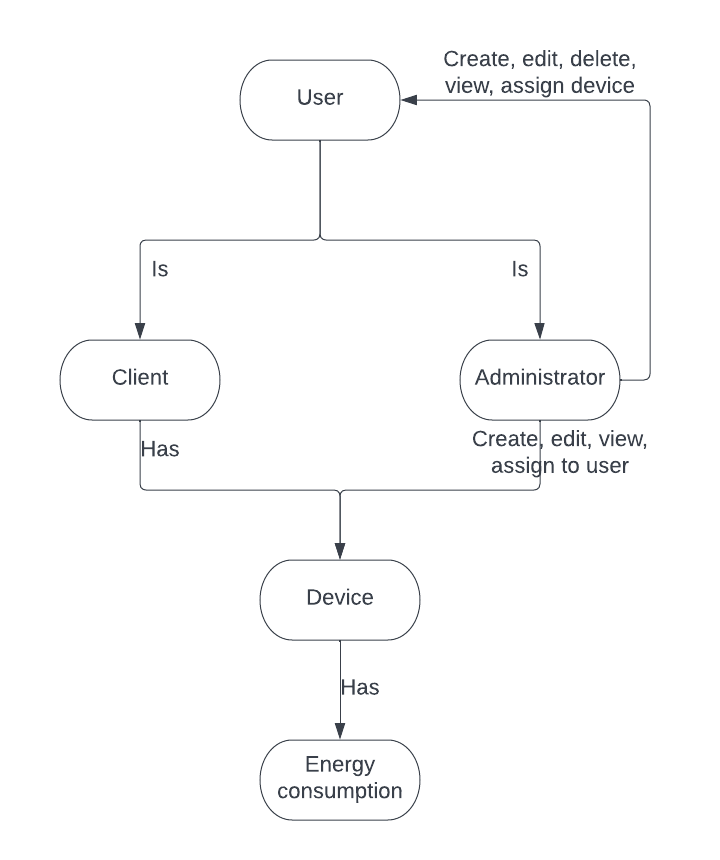 Create, edit, delete,
view, assign device
User
Is
Is
Client
Administrator
Has
Create, edit, view,
assign to user
Device
Has
Energy
consumption